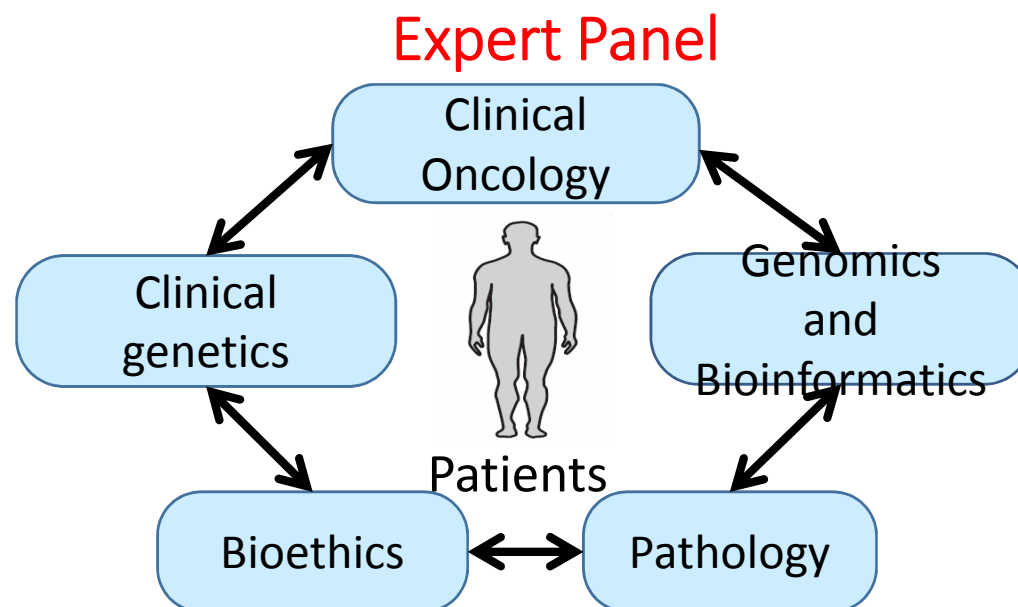 Expert Panel
Clinical
Oncology
Clinical
genetics
Genomics
and
Bioinformatics
Patients
Bioethics
Pathology